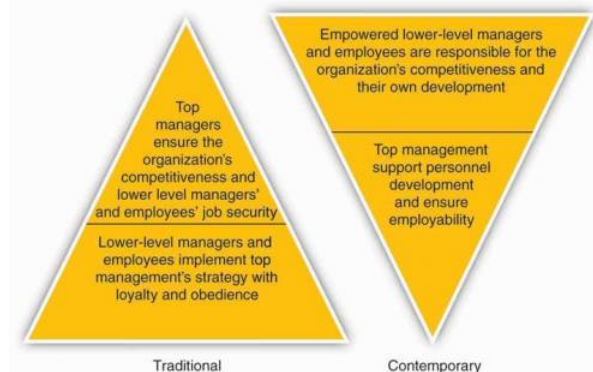 Top
managers
ensure the
organization's
competitiveness and
lower level managers'
and employees' job security
Lower-level managers and
employees implement top
management's strategy with
loyalty and obedience
Traditional
Empowered lower-level managers
and employees are responsible for the
organization's competitiveness and
their own development
Top management
support personnel
development
and ensure
employability
Contemporary